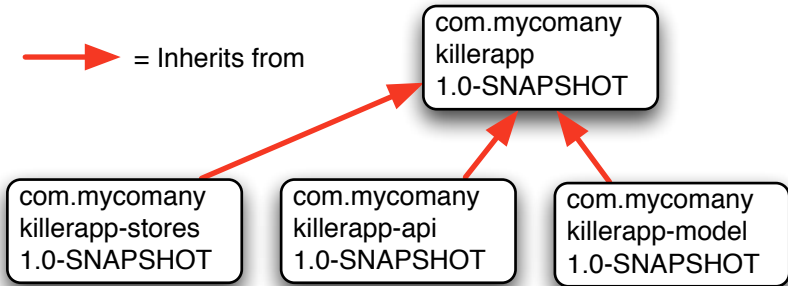 com.mycomany
killerapp
1.0-SNAPSHOT
= Inherits from
com.mycomany
killerapp-stores
1.0-SNAPSHOT
com.mycomany
killerapp-api
1.0-SNAPSHOT
com.mycomany
killerapp-model
1.0-SNAPSHOT